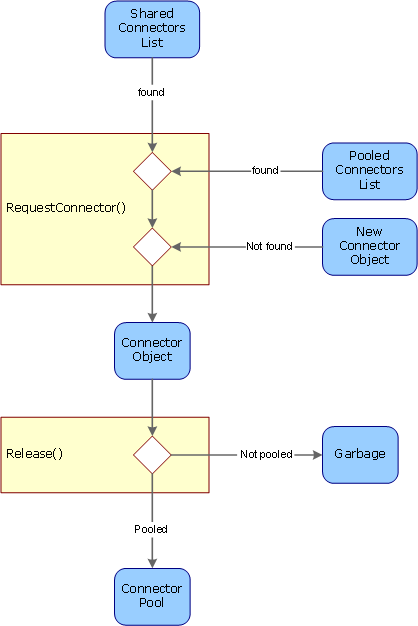 Shared
Connectors
List
found
Pooled
Connectors
List
found
RequestConnector()
New
Connector
Object
Not found
Connector
Object
Release()
Not pooled
Garbage
Pooled
Connector
Pool